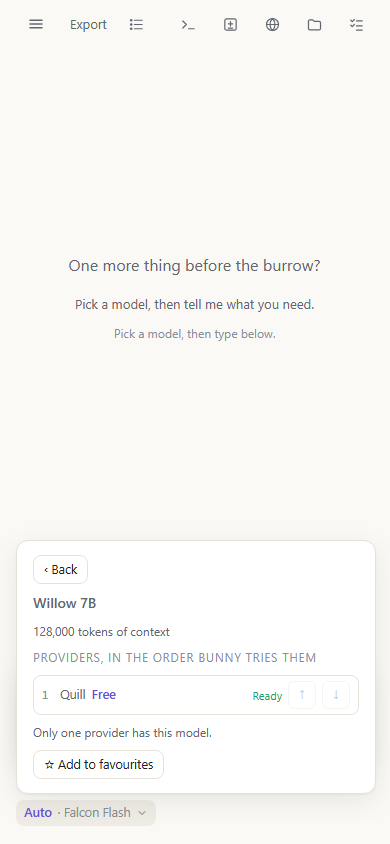 Export
One more thing before the burrow?
Pick a model, then tell me what you need.
Pick a model, then type below.
‹ Back
Willow 7B
128,000 tokens of context
PROVIDERS, IN THE ORDER BUNNY TRIES THEM
1 Quill Free Ready ↑ ↓
Only one provider has this model.
☆ Add to favourites
Auto · Falcon Flash